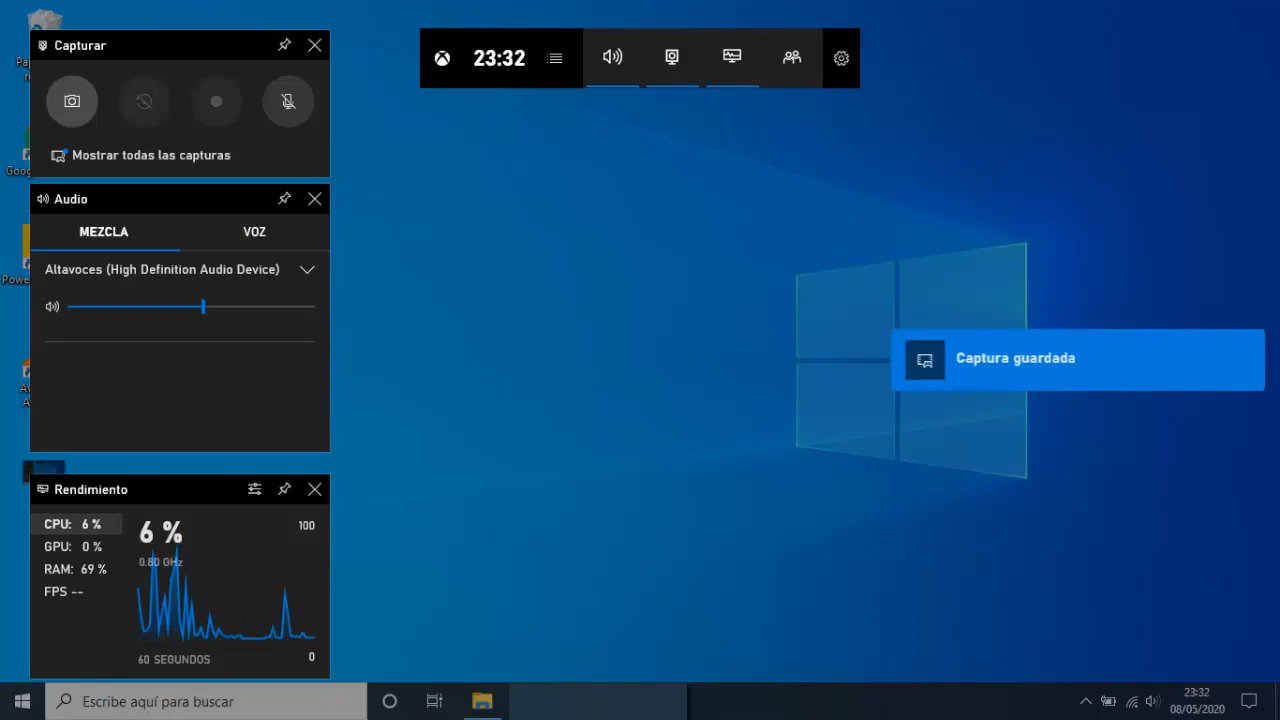 Capturar
Mostrar todas las capturas
Audio
MEZCLA
VOZ
Altavoces (High Definition Audio Device)
Rendimiento
CPU: 6 %
GPU: 0 %
RAM: 69 %
FPS --
6 %
0.80 GHz
100
60 SEGUNDOS
0
23:32
Captura guardada
Escribe aquí para buscar
23:32
08/05/2020